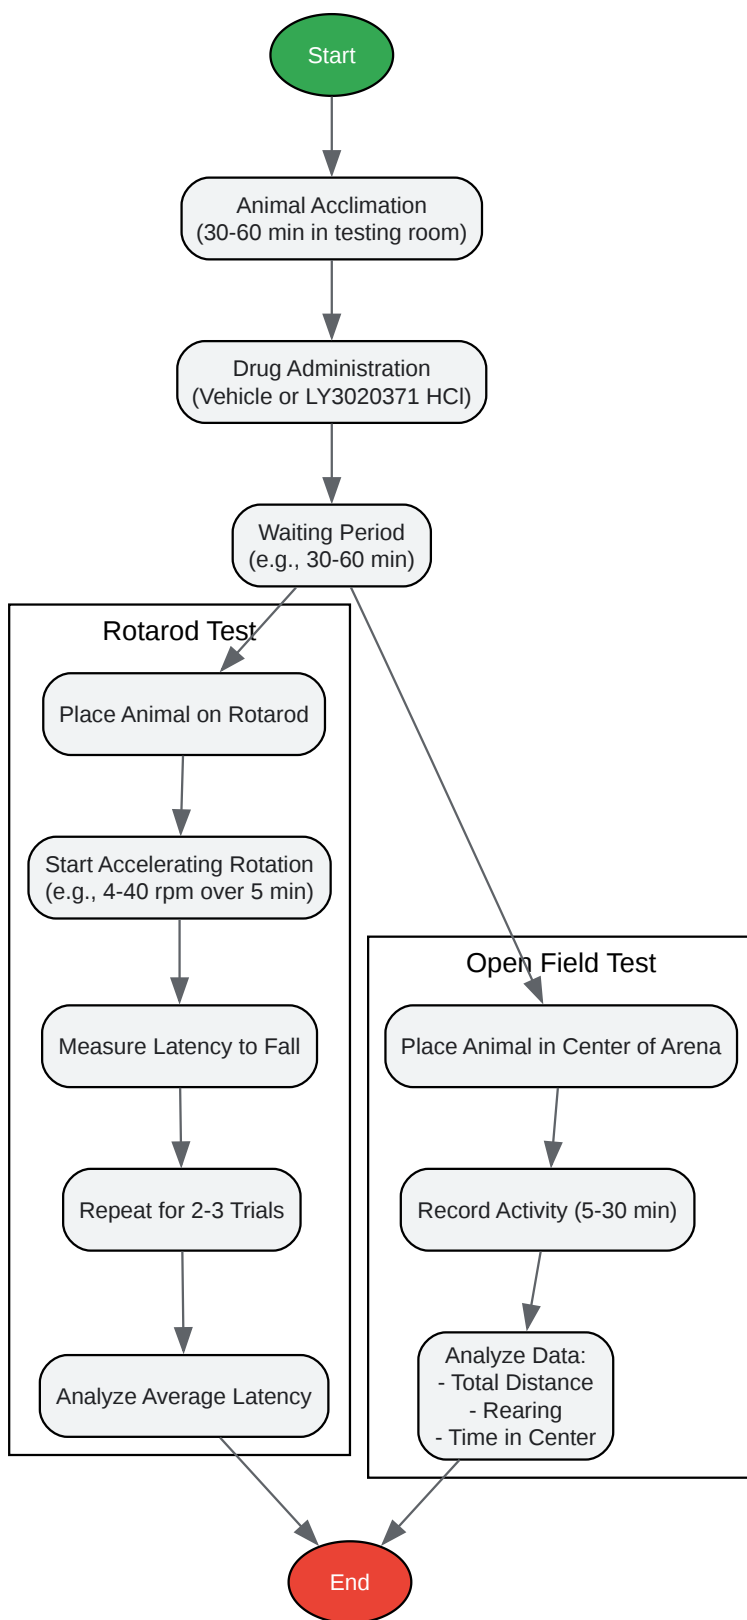 Start
Animal Acclimation
(30-60 min in testing room)
Drug Administration
(Vehicle or LY3020371 HCl)
Waiting Period
(e.g., 30-60 min)
Rotarod Test
Place Animal on Rotarod
Start Accelerating Rotation
(e.g., 4-40 rpm over 5 min)
Measure Latency to Fall
Repeat for 2-3 Trials
Analyze Average Latency
Open Field Test
Place Animal in Center of Arena
Record Activity (5-30 min)
Analyze Data:
- Total Distance
- Rearing
- Time in Center
End